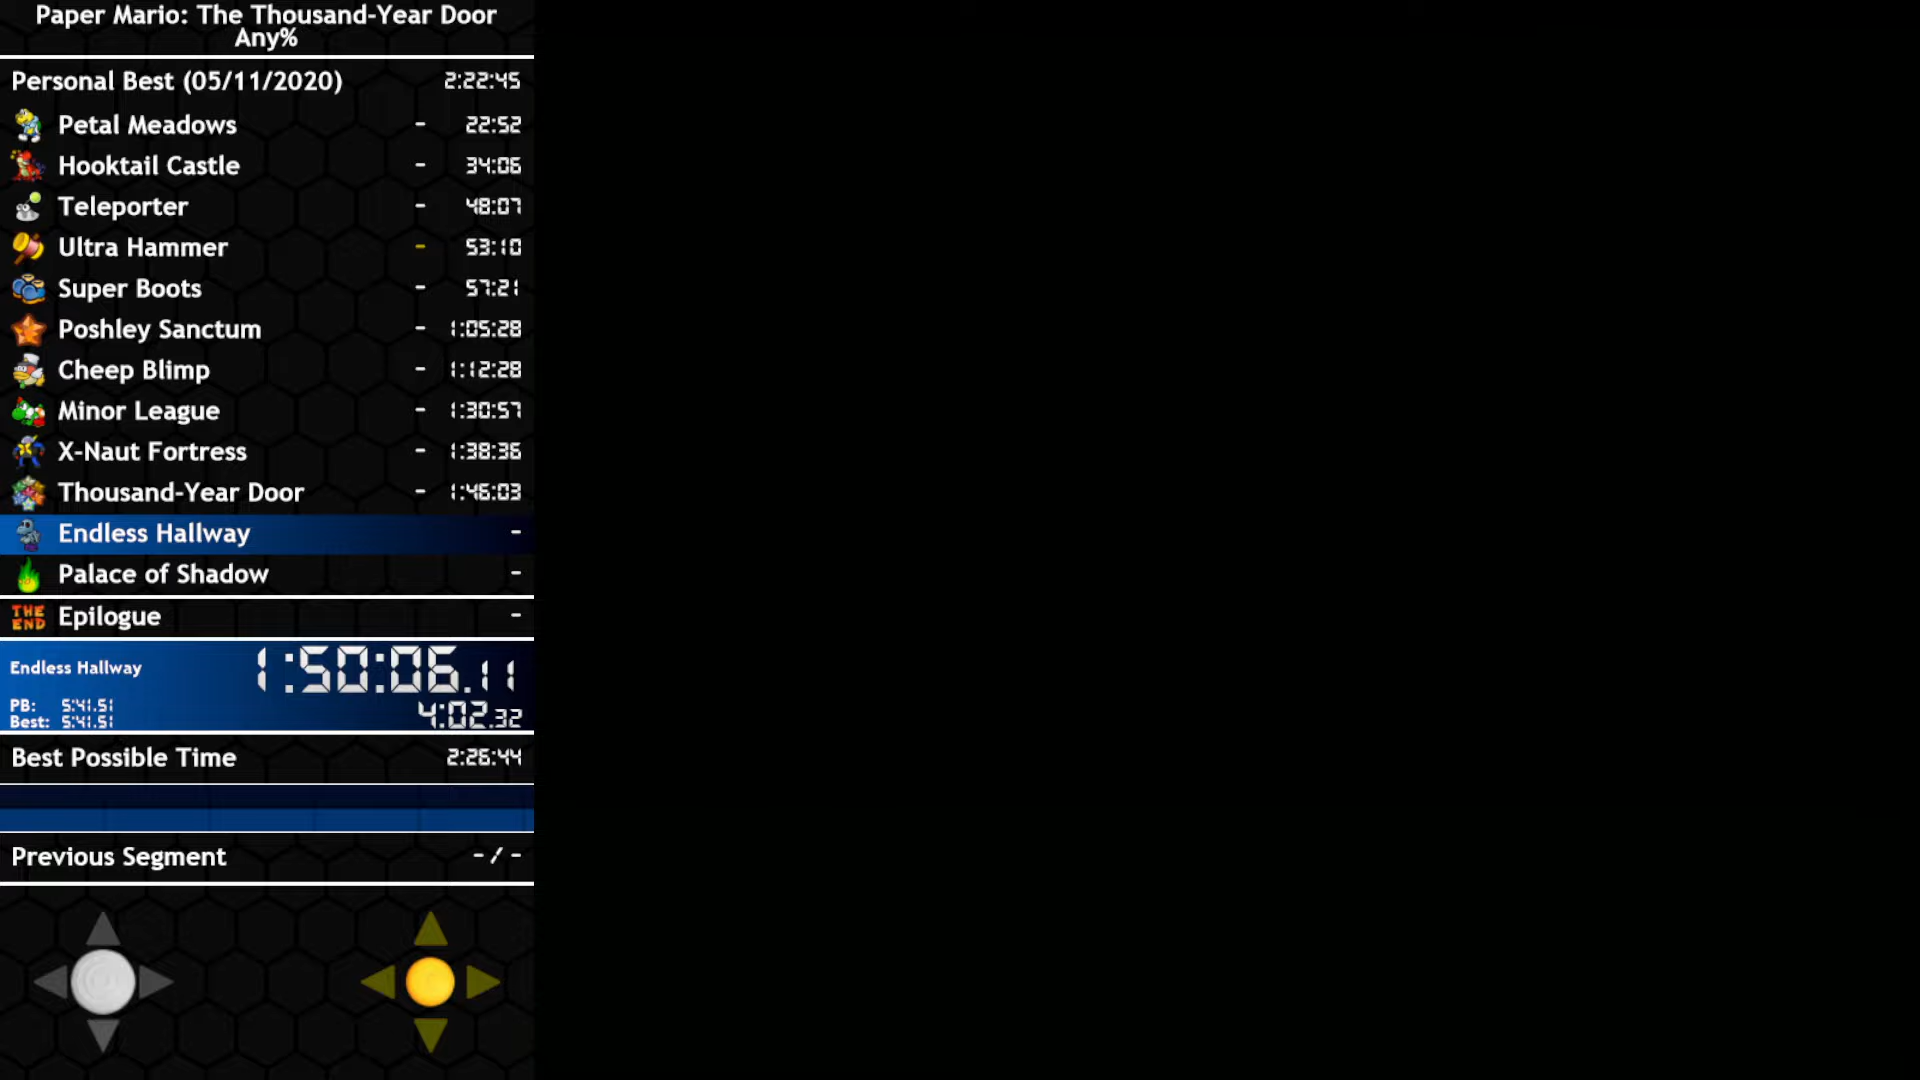 Paper Mario: The Thousand-Year Door
Any%
Personal Best (05/11/2020) 2:22:45
Petal Meadows - 22:52
Hooktail Castle - 34:06
Teleporter - 48:07
Ultra Hammer - 53:10
Super Boots - 57:21
Poshley Sanctum - 1:05:28
Cheep Blimp - 1:12:28
Minor League - 1:30:57
X-Naut Fortress - 1:38:36
Thousand-Year Door - 1:46:03
Endless Hallway -
Palace of Shadow -
THE END Epilogue -
Endless Hallway 1:50:06.11
PB: 5:41.51
Best: 5:41.51 4:02.32
Best Possible Time 2:26:44
Previous Segment - / -